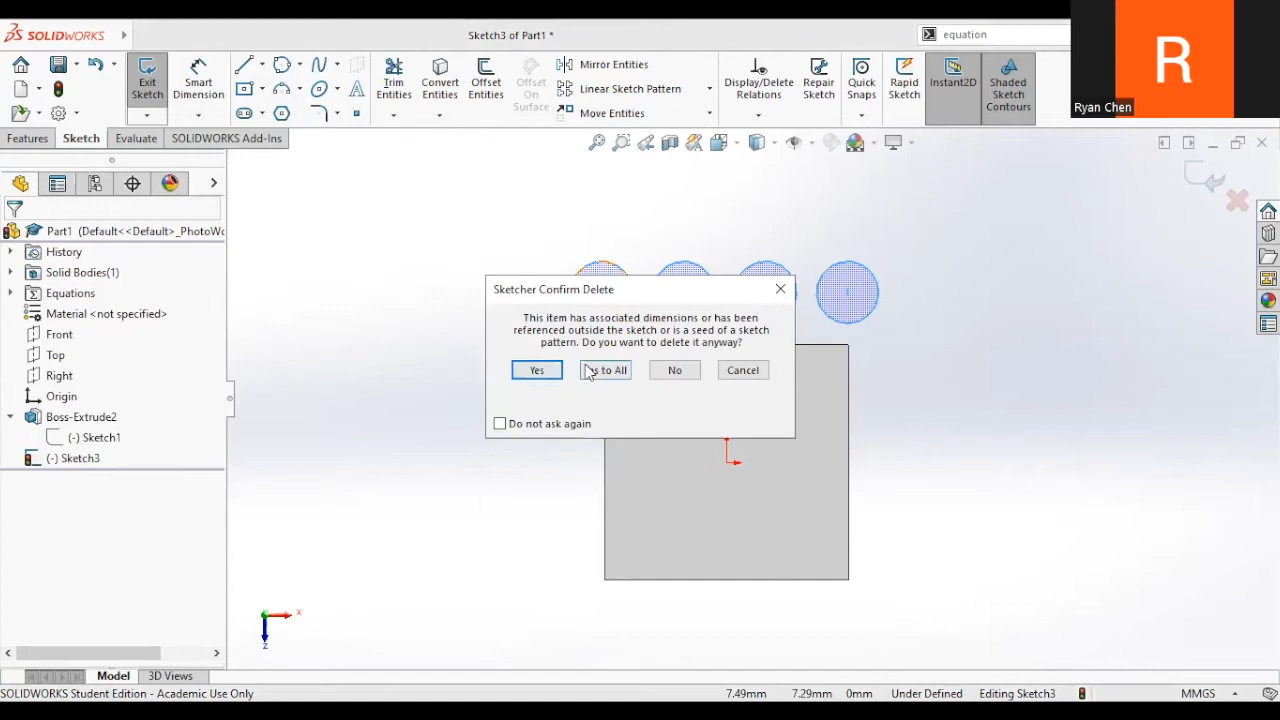 SOLIDWORKS
Sketch3 of Part1 *
equation
R
Ryan Chen
Exit Sketch
Smart Dimension
Trim Entities
Convert Entities
Offset Entities
Offset On Surface
Mirror Entities
Linear Sketch Pattern
Move Entities
Display/Delete Relations
Repair Sketch
Quick Snaps
Rapid Sketch
Instant2D
Shaded Sketch Contours
Features
Sketch
Evaluate
SOLIDWORKS Add-Ins
Part1 (Default<<Default>_PhotoWo
History
Solid Bodies(1)
Equations
Material <not specified>
Front
Top
Right
Origin
Boss-Extrude2
(-) Sketch1
(-) Sketch3
Sketcher Confirm Delete
This item has associated dimensions or has been
referenced outside the sketch or is a seed of a sketch
pattern. Do you want to delete it anyway?
Yes
to All
No
Cancel
Do not ask again
x
z
Model
3D Views
SOLIDWORKS Student Edition - Academic Use Only
7.49mm
7.29mm
0mm
Under Defined
Editing Sketch3
MMGS